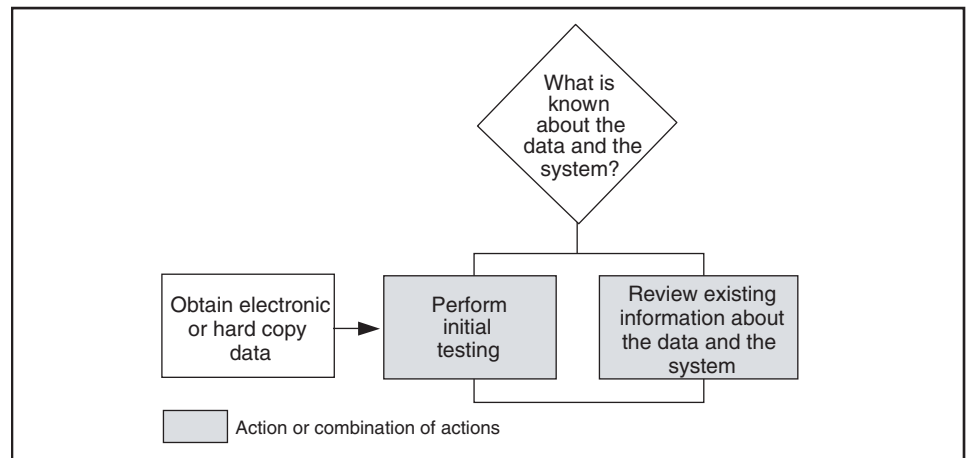 What is
known
about the
data and the
system?
Obtain electronic
or hard copy
data
Perform
initial
testing
Review existing
information about
the data and the
system
Action or combination of actions